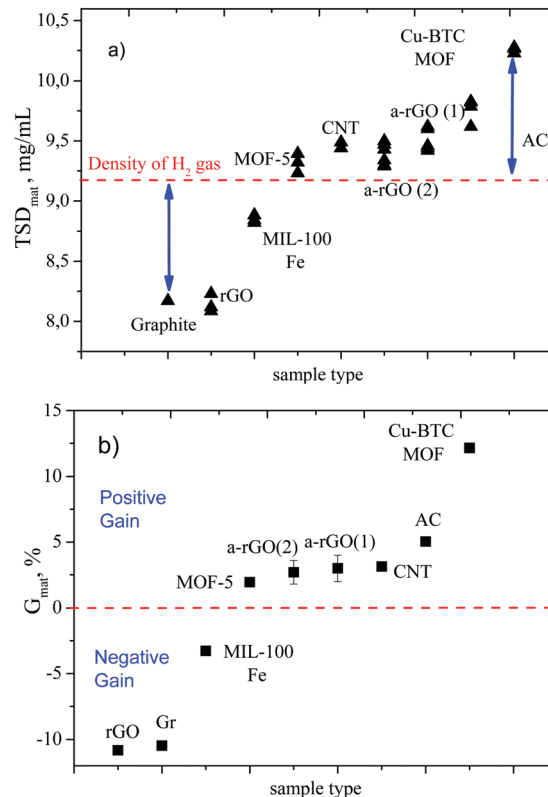 a)
10,5
10,0
9,5
9,0
8,5
8,0
TSDmat, mg/mL
Density of H2 gas
Graphite
rGO
MIL-100
Fe
MOF-5
CNT
a-rGO (2)
a-rGO (1)
Cu-BTC
MOF
AC
sample type
b)
15
10
5
0
-5
-10
Gmat, %
Positive
Gain
Negative
Gain
rGO
Gr
MIL-100
Fe
MOF-5
a-rGO(2)
a-rGO(1)
CNT
AC
Cu-BTC
MOF
sample type